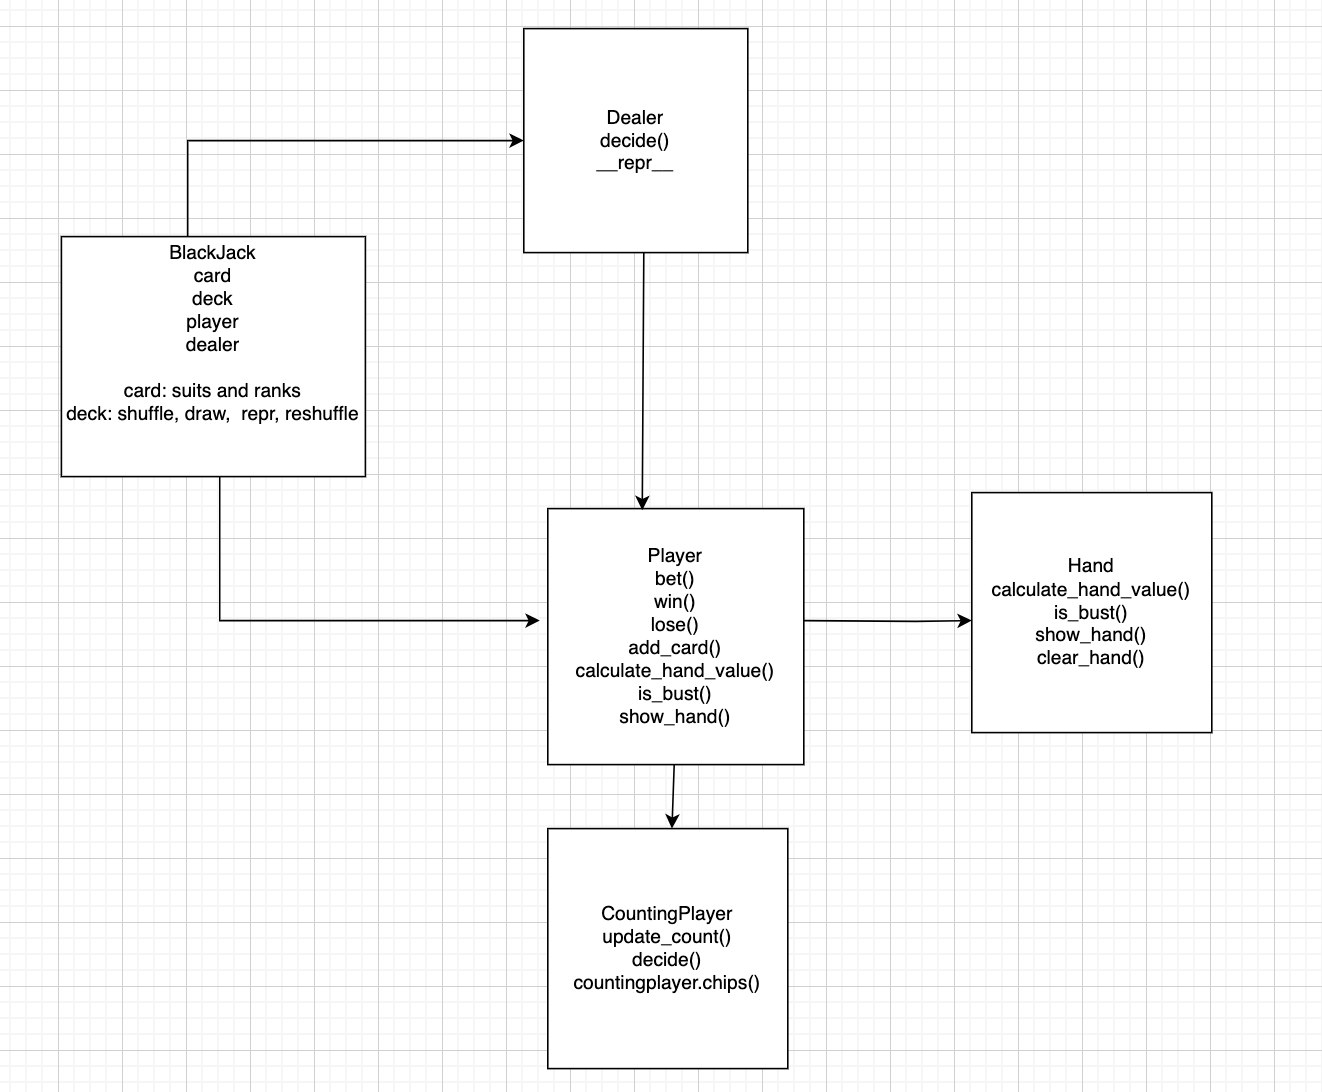 Dealer
decide()
__repr__
BlackJack
card
deck
player
dealer
card: suits and ranks
deck: shuffle, draw,  repr, reshuffle
Player
bet()
win()
lose()
add_card()
calculate_hand_value()
is_bust()
show_hand()
Hand
calculate_hand_value()
is_bust()
show_hand()
clear_hand()
CountingPlayer
update_count()
decide()
countingplayer.chips()